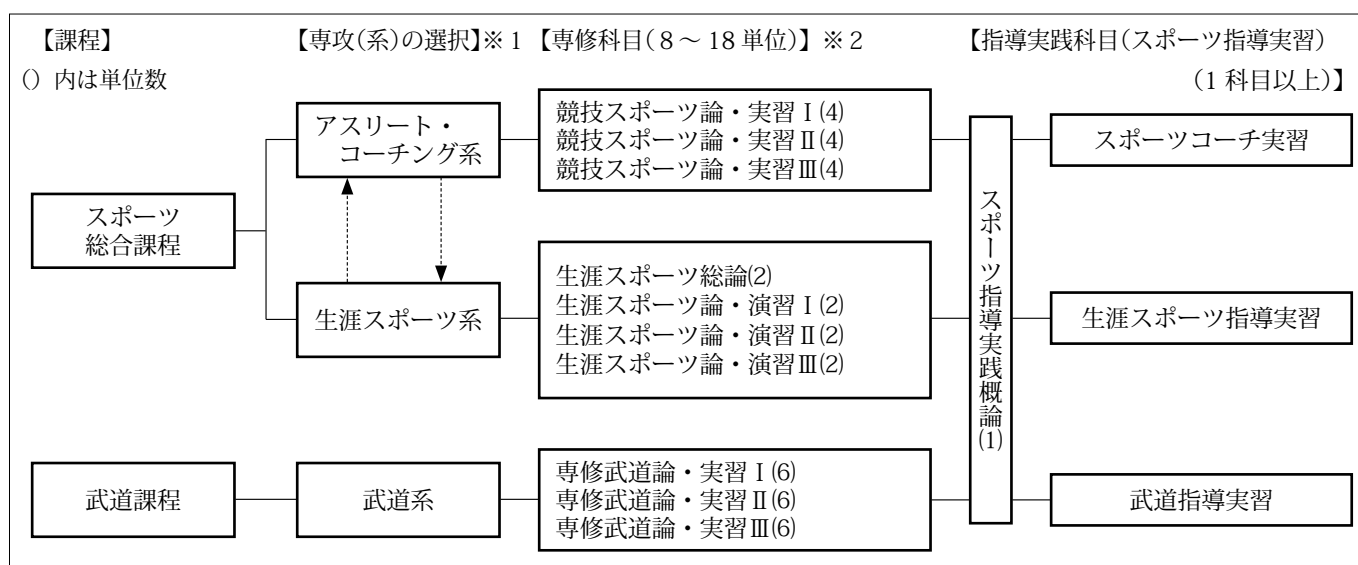 【課程】
【専攻(系)の選択】※1
【専修科目(8～18単位)】※2
【指導実践科目(スポーツ指導実習)
(1科目以上)】
()内は単位数
スポーツ
総合課程
アスリート・
コーチング系
競技スポーツ論・実習Ⅰ(4)
競技スポーツ論・実習Ⅱ(4)
競技スポーツ論・実習Ⅲ(4)
生涯スポーツ系
生涯スポーツ総論(2)
生涯スポーツ論・演習Ⅰ(2)
生涯スポーツ論・演習Ⅱ(2)
生涯スポーツ論・演習Ⅲ(2)
武道課程
武道系
専修武道論・実習Ⅰ(6)
専修武道論・実習Ⅱ(6)
専修武道論・実習Ⅲ(6)
スポーツ指導実践概論(1)
スポーツコーチ実習
生涯スポーツ指導実習
武道指導実習